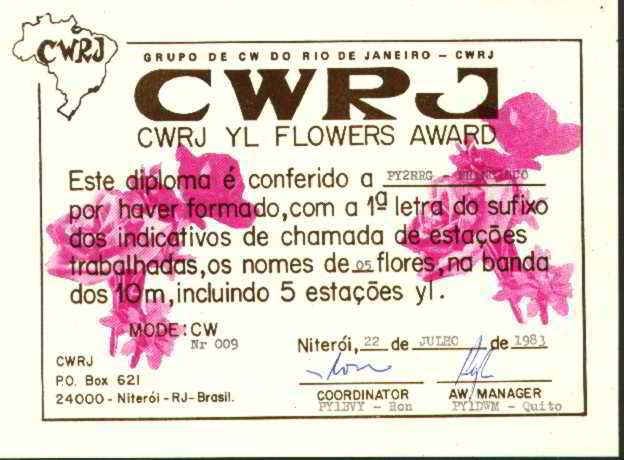 CWRJ
GRUPO DE CW DO RIO DE JANEIRO - CWRJ
CWRJ
CWRJ YL FLOWERS AWARD
Este diploma é conferido a PY2RRG - FRANCISCO
por haver formado, com a 1ª letra do sufixo
dos indicativos de chamada de estações
trabalhadas, os nomes de 05 flores, na banda
dos 10m, incluindo 5 estações yl.
MODE: CW
Nr 009
Niterói, 22 de JULHO de 1983
CWRJ
P.O. Box 621
24000 - Niterói - RJ - Brasil.
COORDINATOR
PY1BVY - Ron
AW. MANAGER
PY1DWM - Quito